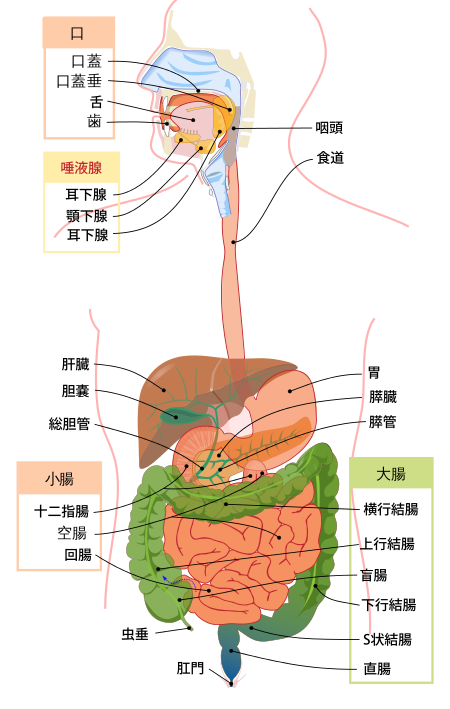 口
口蓋
口蓋垂
舌
歯
唾液腺
耳下腺
顎下腺
耳下腺
咽頭
食道
肝臓
胆嚢
総胆管
胃
膵臓
膵管
小腸
十二指腸
空腸
回腸
虫垂
肛門
大腸
横行結腸
上行結腸
盲腸
下行結腸
S状結腸
直腸